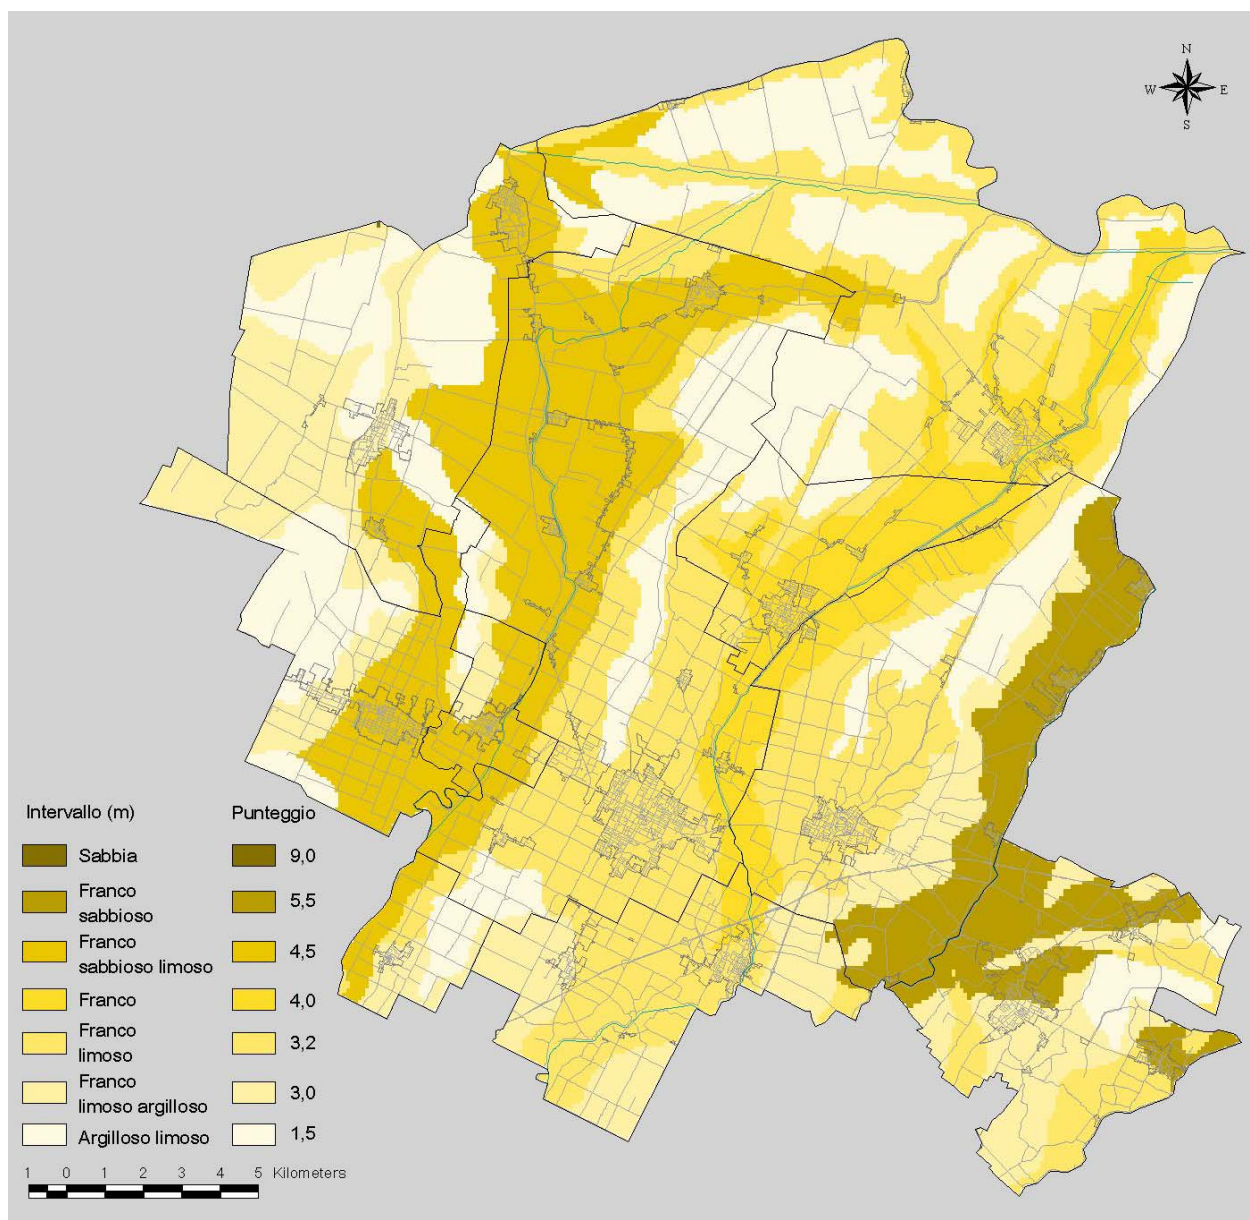 N
W E
S
Intervallo (m) Punteggio
Sabbia 9,0
Franco
sabbioso 5,5
Franco
sabbioso limoso 4,5
Franco 4,0
Franco
limoso 3,2
Franco
limoso argilloso 3,0
Argilloso limoso 1,5
1 0 1 2 3 4 5 Kilometers